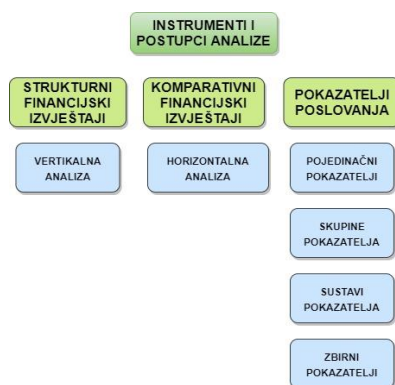 INSTRUMENTI I
POSTUPCI ANALIZE
STRUKTURNI
FINANCIJSKI
IZVJEŠTAJI
KOMPARATIVNI
FINANCIJSKI
IZVJEŠTAJI
POKAZATELJI
POSLOVANJA
VERTIKALNA
ANALIZA
HORIZONTALNA
ANALIZA
POJEDINAČNI
POKAZATELJI
SKUPINE
POKAZATELJA
SUSTAVI
POKAZATELJA
ZBIRNI
POKAZATELJI